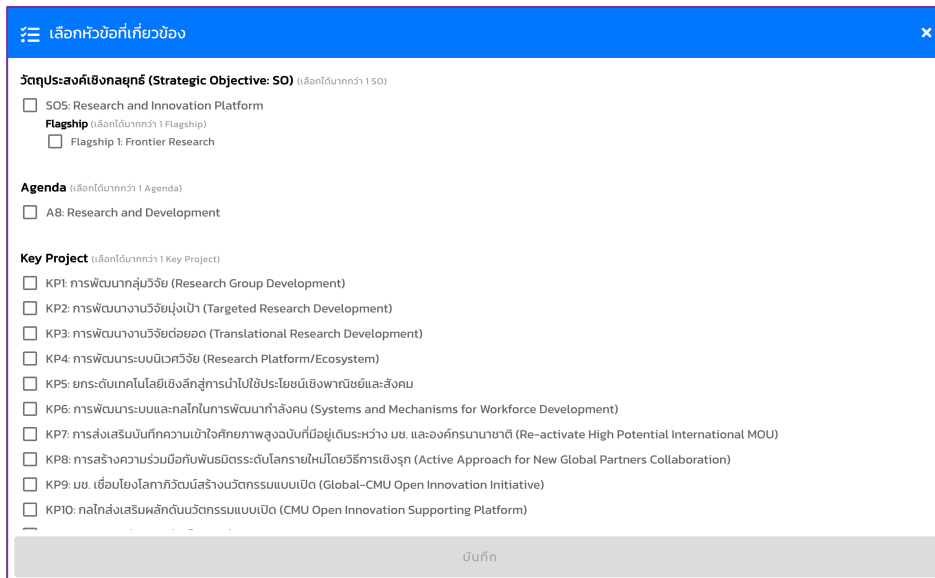 เลือกหัวข้อที่เกี่ยวข้อง
วัตถุประสงค์เชิงกลยุทธ์ (Strategic Objective: SO) (เลือกได้มากกว่า 1 SO)
SO5: Research and Innovation Platform
Flagship (เลือกได้มากกว่า 1 Flagship)
Flagship 1: Frontier Research
Agenda (เลือกได้มากกว่า 1 Agenda)
A8: Research and Development
Key Project (เลือกได้มากกว่า 1 Key Project)
KP1: การพัฒนากลุ่มวิจัย (Research Group Development)
KP2: การพัฒนางานวิจัยมุ่งเป้า (Targeted Research Development)
KP3: การพัฒนางานวิจัยต่อยอด (Translational Research Development)
KP4: การพัฒนาระบบนิเวศวิจัย (Research Platform/Ecosystem)
KP5: ยกระดับเทคโนโลยีเชิงลึกสู่การนำไปใช้ประโยชน์เชิงพาณิชย์และสังคม
KP6: การพัฒนาระบบและกลไกในการพัฒนากำลังคน (Systems and Mechanisms for Workforce Development)
KP7: การส่งเสริมบันทึกความเข้าใจศักยภาพสูงฉบับที่มีอยู่เดิมระหว่าง มช. และองค์กรนานาชาติ (Re-activate High Potential International MOU)
KP8: การสร้างความร่วมมือกับพันธมิตรระดับโลกรายใหม่โดยวิธีการเชิงรุก (Active Approach for New Global Partners Collaboration)
KP9: มช. เชื่อมโยงโลกาภิวัตน์สร้างนวัตกรรมแบบเปิด (Global-CMU Open Innovation Initiative)
KP10: กลไกส่งเสริมผลักดันนวัตกรรมแบบเปิด (CMU Open Innovation Supporting Platform)
บันทึก